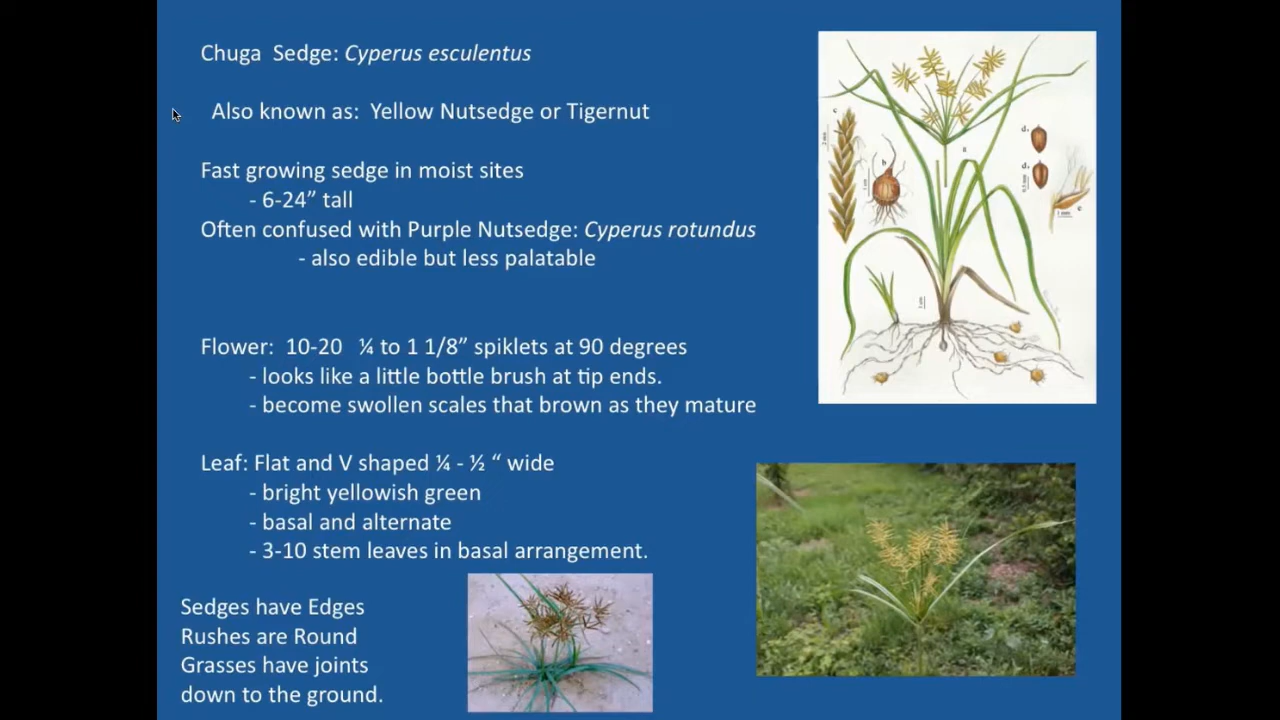 Chuga Sedge: Cyperus esculentus
Also known as: Yellow Nutsedge or Tigernut
Fast growing sedge in moist sites
- 6-24” tall
Often confused with Purple Nutsedge: Cyperus rotundus
- also edible but less palatable
Flower: 10-20 ¼ to 1 1/8” spiklets at 90 degrees
- looks like a little bottle brush at tip ends.
- become swollen scales that brown as they mature
Leaf: Flat and V shaped ¼ - ½ “ wide
- bright yellowish green
- basal and alternate
- 3-10 stem leaves in basal arrangement.
Sedges have Edges
Rushes are Round
Grasses have joints
down to the ground.
c
b
a
d.
d.
e
1 mm